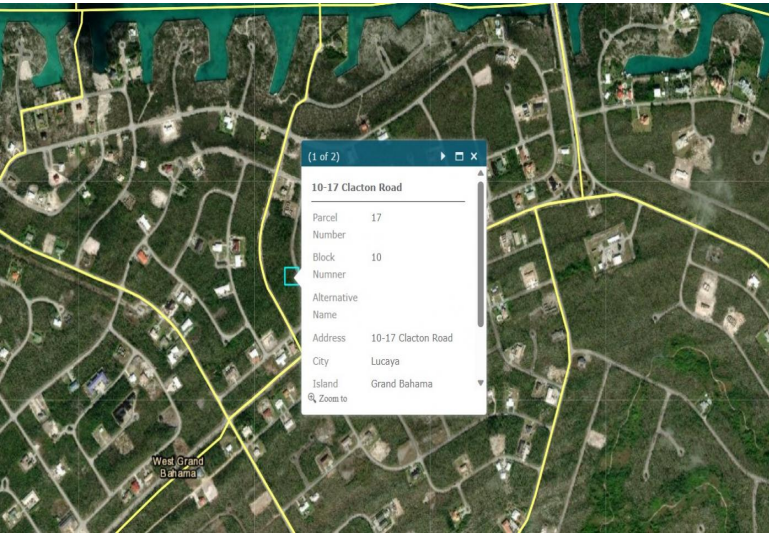 (1 of 2)
10-17 Clacton Road
Parcel Number 17
Block Numner 10
Alternative Name
Address 10-17 Clacton Road
City Lucaya
Island Grand Bahama
Zoom to
West Grand
Bahama